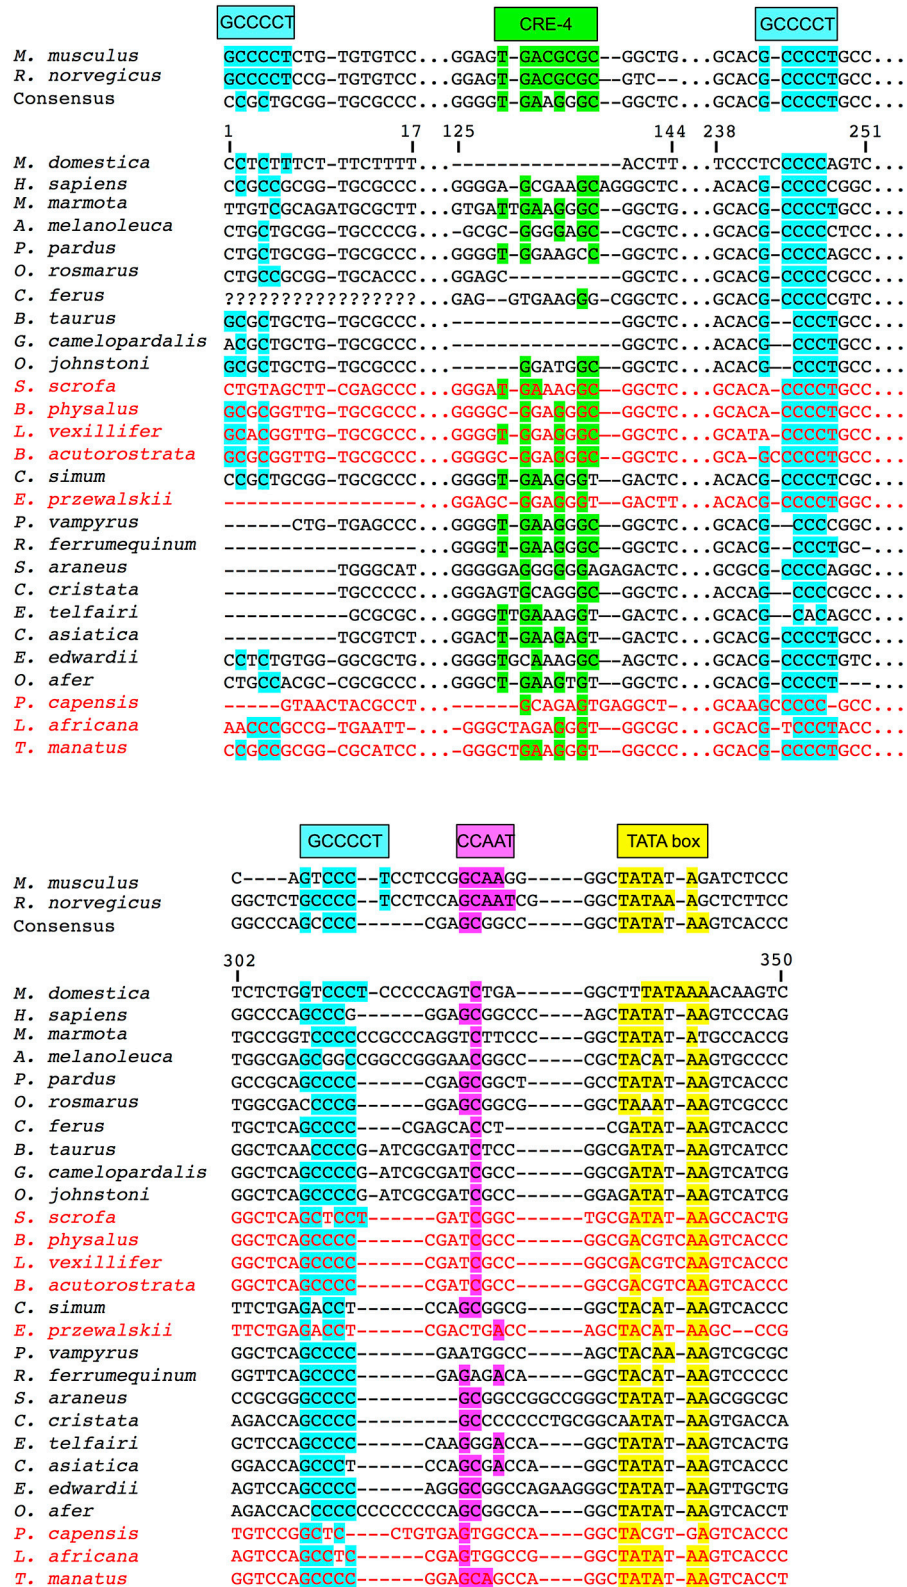 GCCCCT CRE-4 GCCCCT
M. musculus GCCCCTCTG-TGTGTCC...GGAGT-GACGCGC--GGCTG...GCACG-CCCCTGCC...
R. norvegicus GCCCCTCCG-TGTGTCC...GGAGT-GACGCGC--GTC--...GCACG-CCCCTGCC...
Consensus CCGCTGCGG-TGCGCCC...GGGGT-GAAGGGC--GGCTC...GCACG-CCCCTGCC...
1 17 125 144 238 251
M. domestica CCTCTTTCT-TTCTTTT...---------------ACCTT...TCCCTCCCCCAGTC...
H. sapiens CCGCCGCGG-TGCGCCC...GGGGA-GCGAAGCAGGGCTC...ACACG-CCCCCGGC...
M. marmota TTGTCGCAGATGCGCTT...GTGATTGAAGGGC--GGCTG...GCACG-CCCCTGCC...
A. melanoleuca CTGCTGCGG-TGCCCCG...-GCGC-GGGGAGC--CGCTC...GCACG-CCCCCTCC...
P. pardus CTGCTGCGG-TGCGCCC...GGGGT-GGAAGCC--GGCTC...GCACG-CCCCTGCC...
O. rosmarus CTGCCGCGG-TGCACCC...GGAGC----------GGCTC...GCACG-CCCCCGCC...
C. ferus ?????????????????...GAG--GTGAAGGG-CGGCTC...GCACG-CCCCCGTC...
B. taurus GCGCTGCTG-TGCGCCC...---------------GGCTC...ACACG--CCCTGCC...
G. camelopardalis ACGCTGCTG-TGCGCCC...---------------GGCTC...ACACG--CCCTGCC...
O. johnstoni GCGCTGCTG-TGCGCCC...------GGATGGC--GGCTC...ACACG--CCCTGCC...
S. scrofa CTGTAGCTT-CGAGCCC...GGGAT-GAAAGGC--GGCTC...GCACA-CCCCTGCC...
B. physalus GCGCGGTTG-TGCGCCC...GGGGC-GGAGGGC--GGCTC...GCACA-CCCCTGCC...
L. vexillifer GCACGGTTG-TGCGCCC...GGGGT-GGAGGGC--GGCTC...GCATA-CCCCTGCC...
B. acutorostrata GCGCGGTTG-TGCGCCC...GGGGC-GGAGGGC--GGCTC...GCA-GCCCCCTGCC...
C. simum CCGCTGCGG-TGCGCCC...GGGGT-GAAGGGT--GACTC...GCACG-CCCCTCGC...
E. przewalskii -----------------...GGAGC-GGAGGGT--GACTT...ACACG-CCCCTGGC...
P. vampyrus ------CTG-TGAGCCC...GGGGT-GAAGGGC--GGCTC...GCACG--CCCCGGC...
R. ferrumequinum -----------------...GGGGT-GAAGGGC--GGCTC...GCACG--CCCTGC-...
S. araneus ----------TGGGCAT...GGGGGAGGGGGGAGAGACTC...GCGCG-CCCCAGGC...
C. cristata ----------TGCCCCC...GGGAGTGCAGGGC--GGCTC...ACCAG--CCCCGCC...
E. telfairi -----------GCGCGC...GGGGTTGAAAGGT--GACTC...GCACG--CACAGCC...
C. asiatica ----------TGCGTCT...GGACT-GAAGAGT--GACTC...GCACG-CCCCTGCC...
E. edwardii CCTCTGTGG-GGCGCTG...GGGGTGCAAAGGC--AGCTC...GCACG-CCCCTGTC...
O. afer CTGCCACGC-CGCGCCC...GGGCT-GAAGTGT--GGCTC...GCACG-CCCCT---...
P. capensis -----GTAACTACGCCT...------GCAGAGTGAGGCT-...GCAAGCCCCC-GCC...
L. africana AACCCGCCG-TGAATT-...-GGGCTAGAGGGT--GGCGC...GCACG-TCCCTACC...
T. manatus CCGCCGCGG-CGCATCC...GGGCTGAAGGGT--GGCCC...GCACG-CCCCTGCC...
GCCCCT CCAAT TATA box
M. musculus C----AGTCCCC--TCCTCCGGCAAGG-----GGCTATAT-AGATCTCCC
R. norvegicus GGCTCTGCCCC--TCCTCCAGCAATCG----GGCTATAA-AGCTCTTCC
Consensus GGCCCAGCCCC------CGAGCGGCC-----GGCTATAT-AAGTCACCC
302 350
M. domestica TCTCTGGTCCCT-CCCCCAGTCTGA------GGCTTTATAAAACAAGTC
H. sapiens GGCCCAGCCCG------GGAGCGGCCC----AGCTATAT-AAGTCCCAG
M. marmota TGCCGGTCCCCCCGCCCAGGTCTTCCC----GGCTATAT-ATGCCACCG
A. melanoleuca TGGCGAGCGGCCGGCCGGGAACGGCC-----CGCTACAT-AAGTGCCCC
P. pardus GCCGCAGCCCC------CGAGCGGCT-----GCCTATAT-AAGTCACCC
O. rosmarus TGGCGACCCCG------GGAGCGGCG-----GGCTAAAT-AAGTCGCCC
C. ferus TGCTCAGCCCC----CGAGCACCT---------CGATAT-AAGTCACCC
B. taurus GGCTCAACCCCG-ATCGCGATCTCC------GGCGATAT-AAGTCATCC
G. camelopardalis GGCTCAGCCCCG-ATCGCGATCGCC------GGCGATAT-AAGTCATCG
O. johnstoni GGCTCAGCCCCG-ATCGCGATCGCC------GGAGATAT-AAGTCATCG
S. scrofa GGCTCAGCTCCT------GATCGGC------TGCGATAT-AAGCCACTG
B. physalus GGCTCAGCCCC------CGATCGCC------GGCGACGTCAAGTCACCC
L. vexillifer GGCTCAGCCCC------CGATCGCC------GGCGACGTCAAGTCACCC
B. acutorostrata GGCTCAGCCCC------CGATCGCC------GGCGACGTCAAGTCACCC
C. simum TTCTGAGACCT------CCAGCGGCG-----GGCTACAT-AAGTCACCC
E. przewalskii TTCTGAGACCT------CGACTGACC-----AGCTACAT-AAGC--CCG
P. vampyrus GGCTCAGCCCC-------GAATGGCC-----AGCTACAA-AAGTCGCGC
R. ferrumequinum GGTTCAGCCCC-------GAGAGACA-----GGCTACAT-AAGTCCCCC
S. araneus CCGCGGGCCCC---------GCGGCCGGCCGGGCTATAT-AAGCGGCGC
C. cristata AGACCAGCCCC---------GCCCCCCCTGCGGCAATAT-AAGTGACCA
E. telfairi GCTCCAGCCCC------CAAGGGACCA----GGCTATAT-AAGTCACTG
C. asiatica GGACCAGCCCT------CCAGCGACCA----GGCTATAT-AAGTCACCC
E. edwardii AGTCCAGCCCC------AGGGCGGCCAGAAGGGCTATAT-AAGTTGCTG
O. afer AGACCACCCCCCCCCCCCCAGCGGCCA----GGCTATAT-AAGTCACCT
P. capensis TGTCCGGCTC----CTGTGAGTGGCCA----GGCTACGT-GAGTCACCC
L. africana AGTCCAGCCTC------CGAGTGGCCG----GGCTATAT-AAGTCACCC
T. manatus GGTCCAGCCCC------GGAGCAGCCA----GGCTATAT-AAGTCACCT